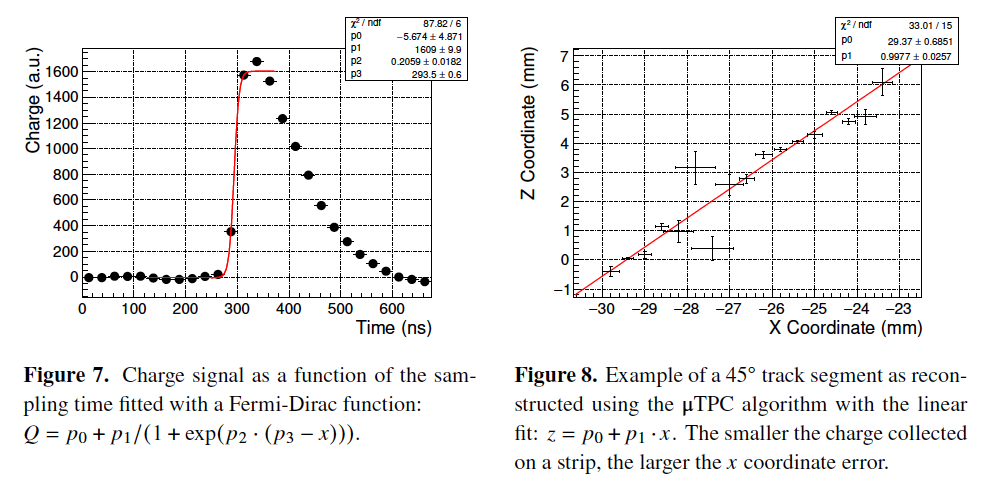 χ² / ndf 87.82 / 6
p0 −5.674 ± 4.871
p1 1609 ± 9.9
p2 0.2059 ± 0.0182
p3 293.5 ± 0.6
Charge (a.u.)
1600
1400
1200
1000
800
600
400
200
0
0 100 200 300 400 500 600
Time (ns)
χ² / ndf 33.01 / 15
p0 29.37 ± 0.6851
p1 0.9977 ± 0.0257
Z Coordinate (mm)
7
6
5
4
3
2
1
0
−1
−30 −29 −28 −27 −26 −25 −24 −23
X Coordinate (mm)
Figure 7. Charge signal as a function of the sam-
pling time fitted with a Fermi-Dirac function:
Q = p₀ + p₁/(1 + exp(p₂ · (p₃ − x))).
Figure 8. Example of a 45° track segment as recon-
structed using the µTPC algorithm with the linear
fit: z = p₀ + p₁ · x. The smaller the charge collected
on a strip, the larger the x coordinate error.